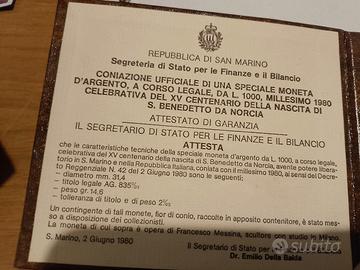 REPUBBLICA DI SAN MARINO
Segreteria di Stato per le Finanze e il Bilancio
CONIAZIONE UFFICIALE DI UNA SPECIALE MONETA
D'ARGENTO, A CORSO LEGALE, DA L. 1000, MILLESIMO 1980
CELEBRATIVA DEL XV CENTENARIO DELLA NASCITA DI
S. BENEDETTO DA NORCIA
ATTESTATO DI GARANZIA
IL SEGRETARIO DI STATO PER LE FINANZE E IL BILANCIO
ATTESTA
che le caratteristiche tecniche della speciale moneta d'argento da L. 1000, a corso legale,
celebrativa del XV centenario della nascita di S. Benedetto da Norcia, avente potere libera-
torio in S. Marino e nella Repubblica Italiana, coniata con il millesimo 1980, ai sensi del Decre-
to Reggenziale N. 42 del 2 Giugno 1980 sono le seguenti:
- diametro mm. 31,4
- titolo legale AG. 835‰
- peso gr. 14,6
- tolleranza di titolo e di peso
Un contingente di tali monete, fior di conio, raccolte in apposito contenitore, è stato mes-
so a disposizione dei collezionisti.
La moneta di cui sopra è opera di Francesco Messina, scultore con studio in Milano.
S. Marino, 2 Giugno 1980
Il Segretario di Stato per
Dr. Emilio Della Balda
subito